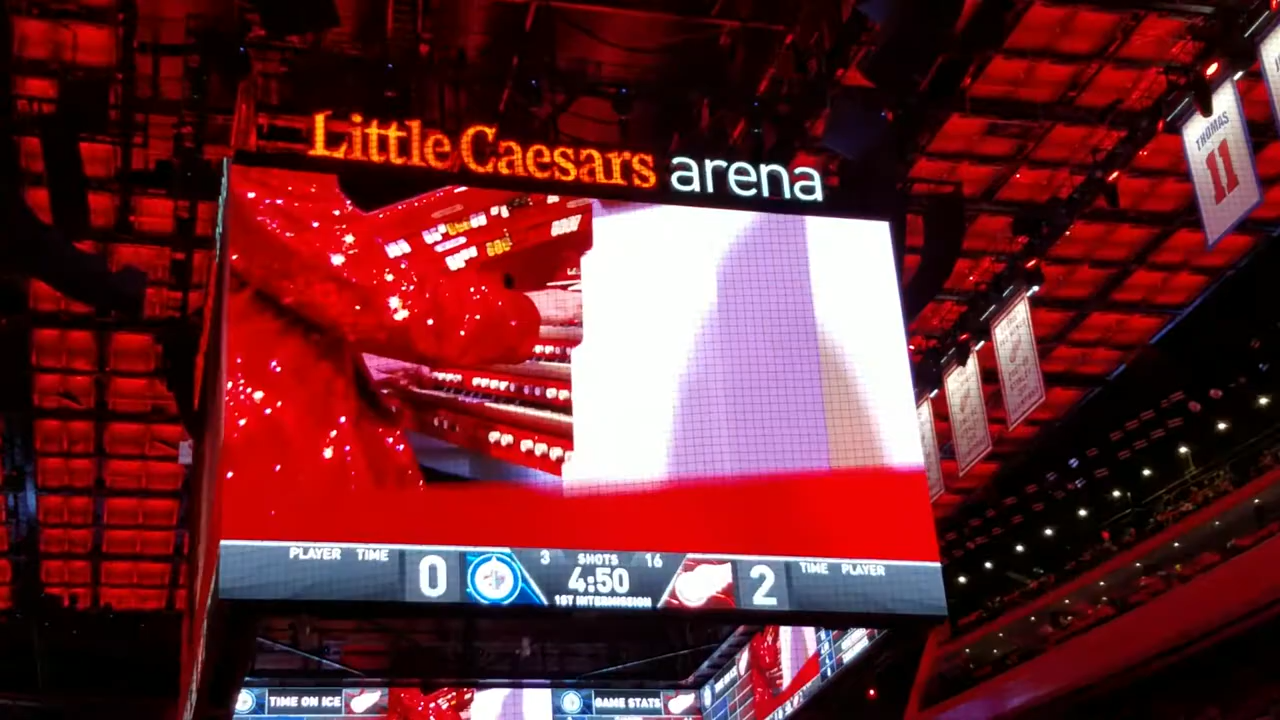 Little Caesars arena
THOMAS
11
PLAYER TIME
0
3 SHOTS 16
4:50
1ST INTERMISSION
2
TIME PLAYER
TIME ON ICE
GAME STATS